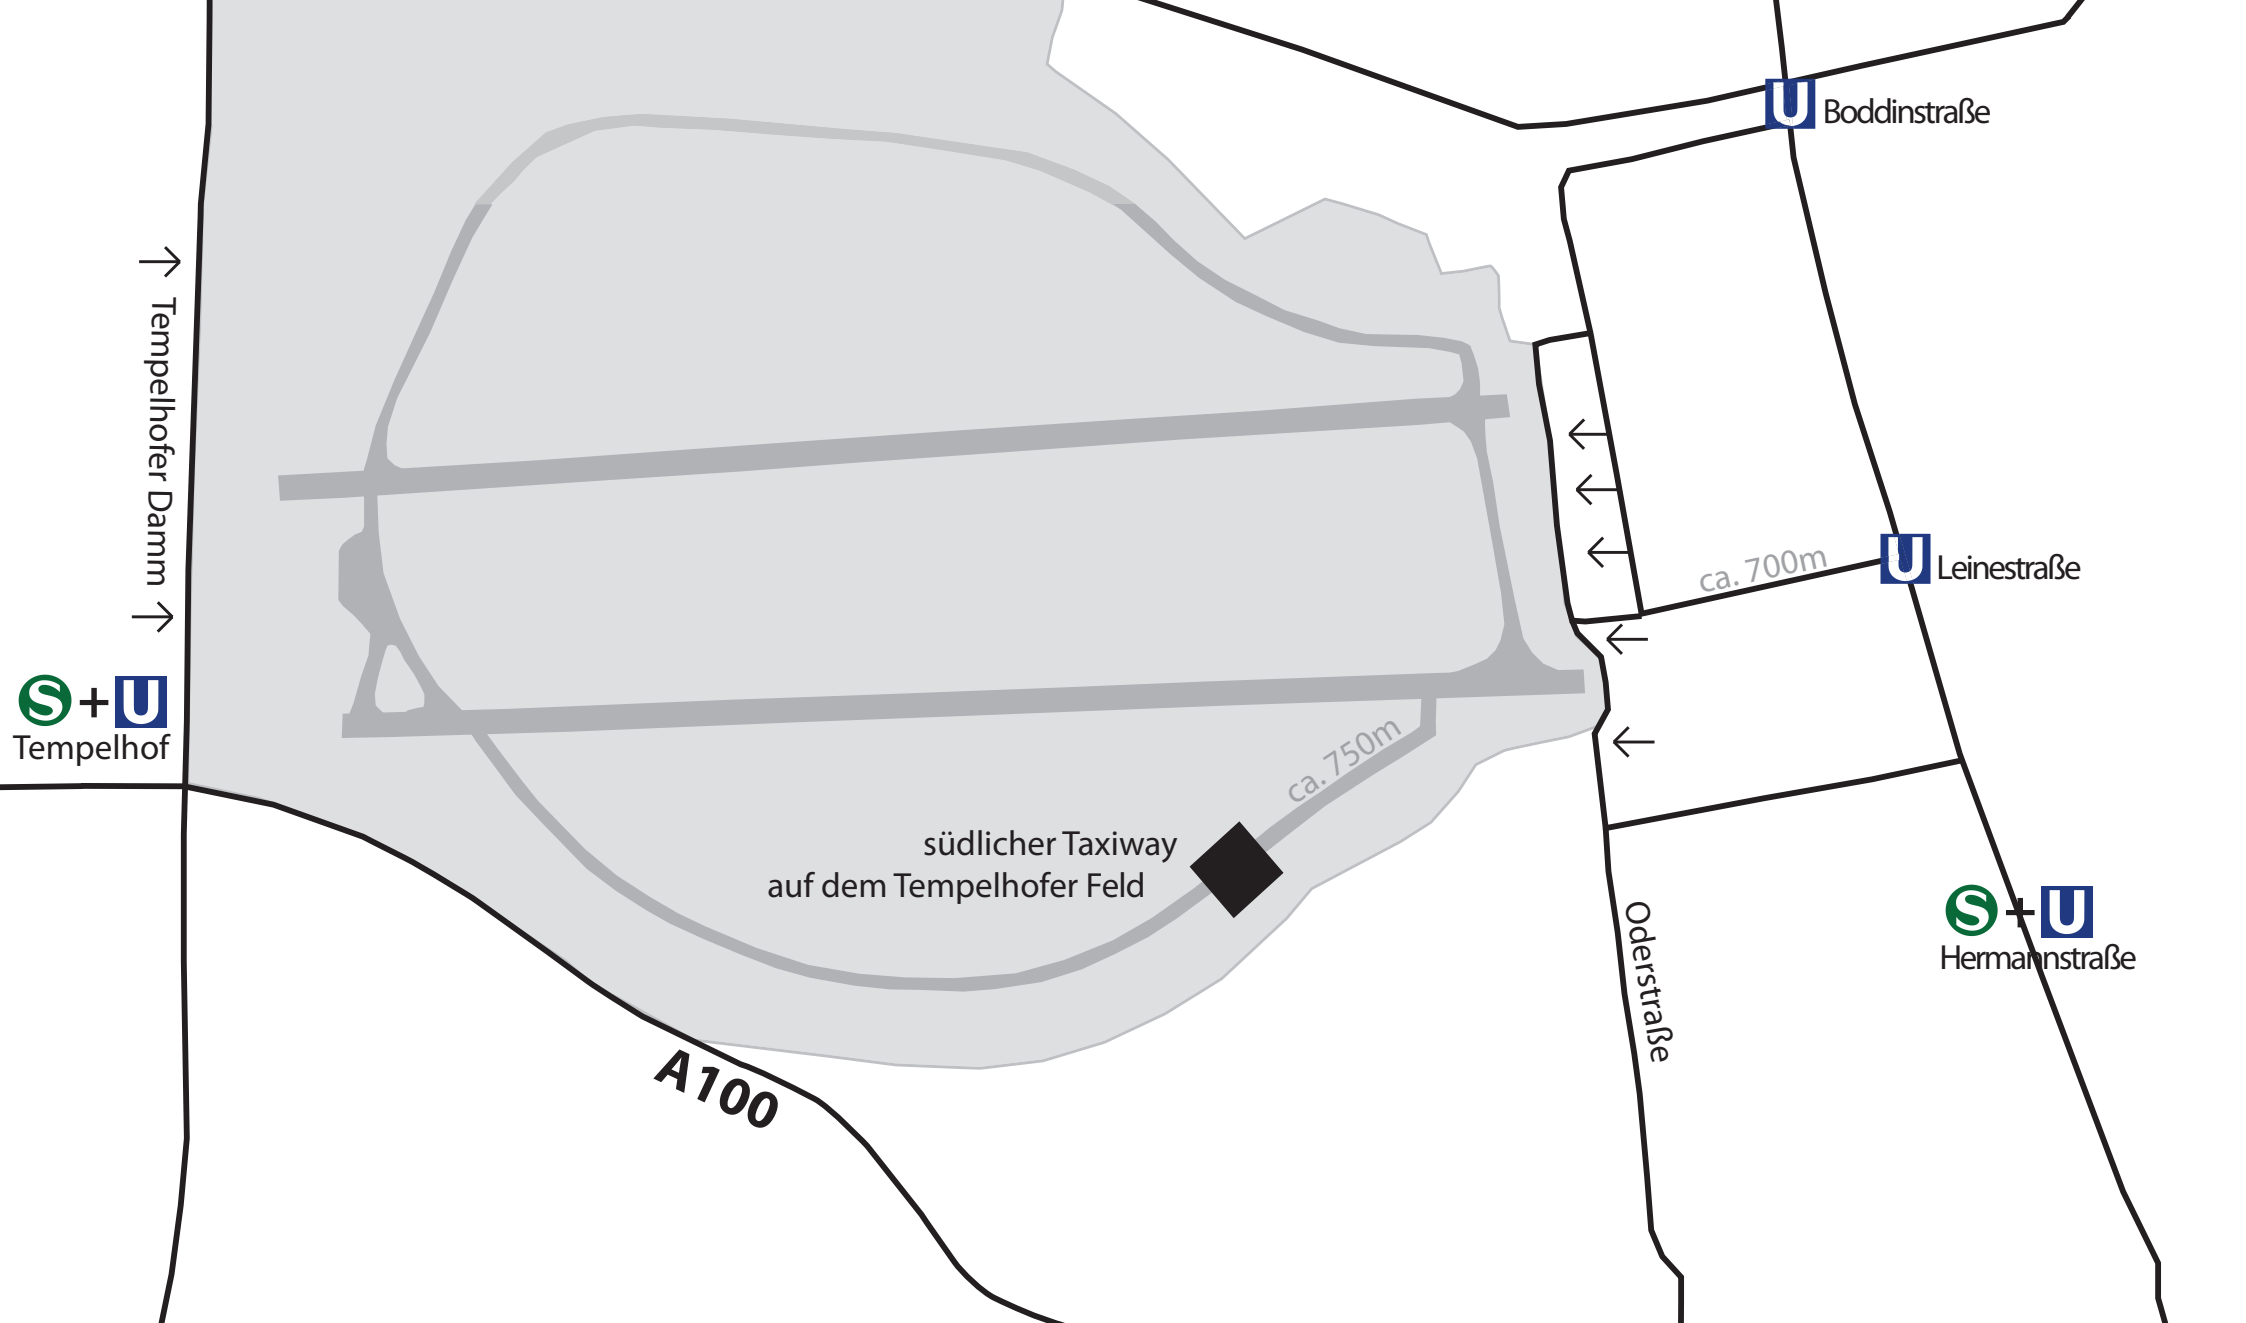 U Boddinstraße
→ Tempelhofer Damm →
ca. 700m
U Leinestraße
S+U
Tempelhof
ca. 750m
südlicher Taxiway
auf dem Tempelhofer Feld
S+U
Hermannstraße
Oderstraße
A100